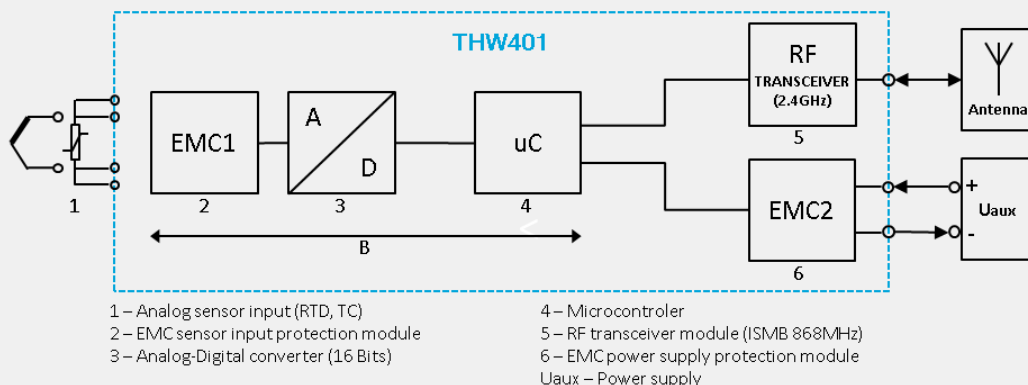 THW401
RF
TRANSCEIVER
(2.4GHz)
5
Antenna
EMC1
2
A
D
3
uC
4
EMC2
6
+
Uaux
-
1
B
1 – Analog sensor input (RTD, TC)
2 – EMC sensor input protection module
3 – Analog-Digital converter (16 Bits)
4 – Microcontroler
5 – RF transceiver module (ISMB 868MHz)
6 – EMC power supply protection module
Uaux – Power supply